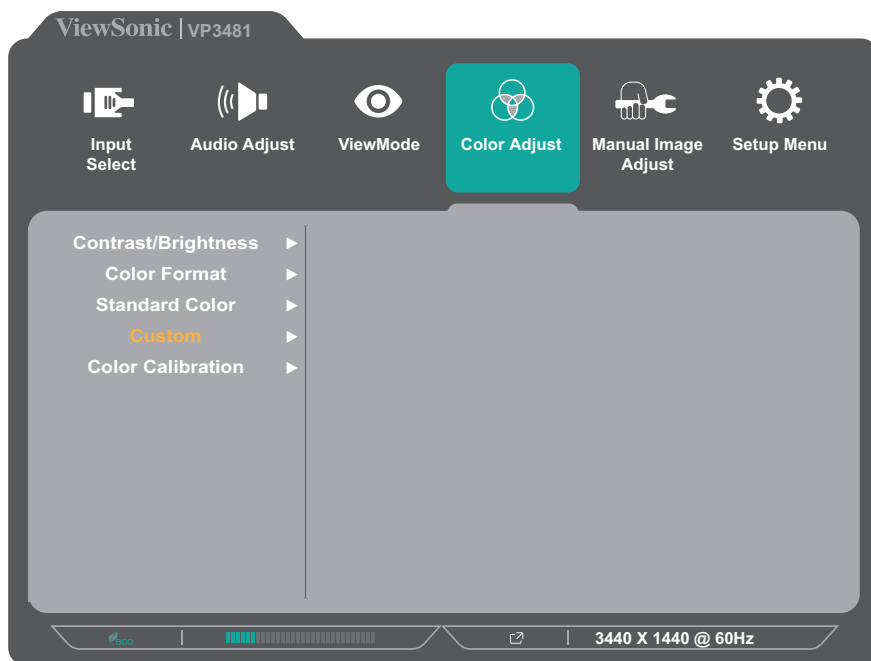 ViewSonic | VP3481
Input
Select
Audio Adjust
ViewMode
Color Adjust
Manual Image
Adjust
Setup Menu
Contrast/Brightness
Color Format
Standard Color
Custom
Color Calibration
eco
3440 X 1440 @ 60Hz